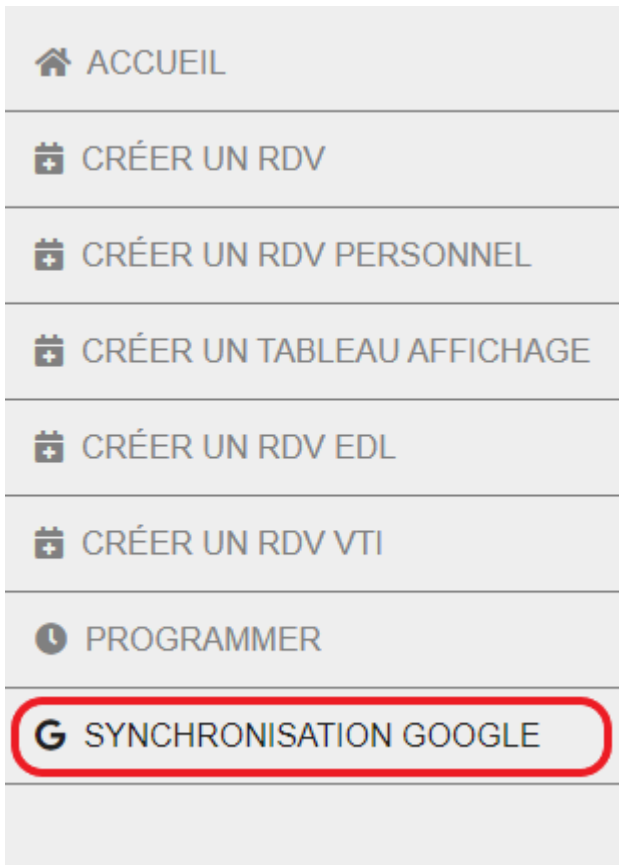 ACCUEIL
CRÉER UN RDV
CRÉER UN RDV PERSONNEL
CRÉER UN TABLEAU AFFICHAGE
CRÉER UN RDV EDL
CRÉER UN RDV VTI
PROGRAMMER
G SYNCHRONISATION GOOGLE